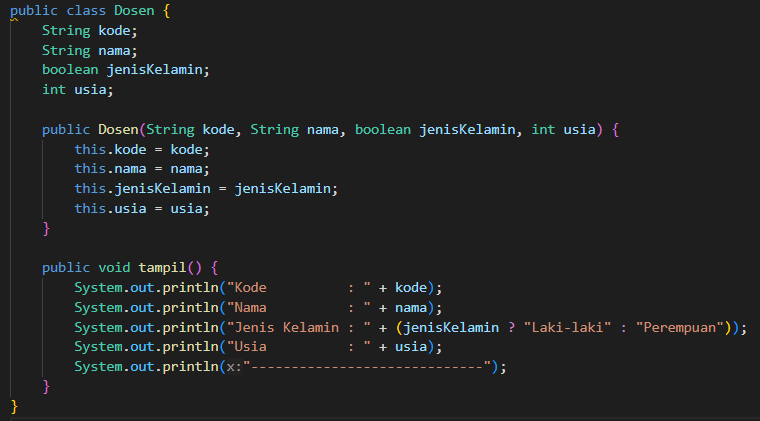 public class Dosen {
    String kode;
    String nama;
    boolean jenisKelamin;
    int usia;

    public Dosen(String kode, String nama, boolean jenisKelamin, int usia) {
        this.kode = kode;
        this.nama = nama;
        this.jenisKelamin = jenisKelamin;
        this.usia = usia;
    }

    public void tampil() {
        System.out.println("Kode          : " + kode);
        System.out.println("Nama          : " + nama);
        System.out.println("Jenis Kelamin : " + (jenisKelamin ? "Laki-laki" : "Perempuan"));
        System.out.println("Usia          : " + usia);
        System.out.println(x:"-----------------------------");
    }
}